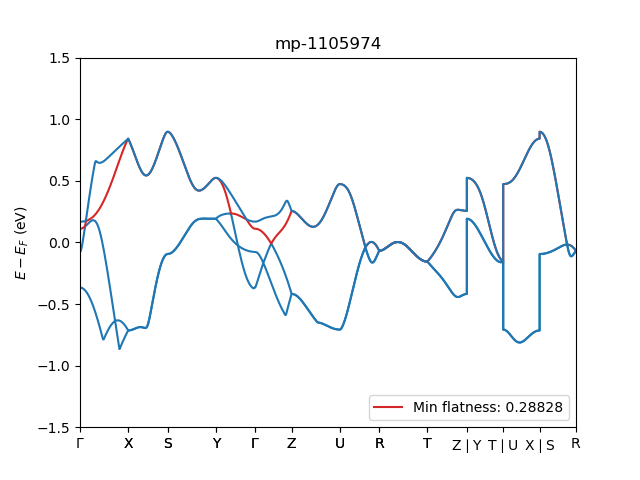 mp-1105974
E − E_F (eV)
1.5
1.0
0.5
0.0
−0.5
−1.0
−1.5
Min flatness: 0.28828
Γ X S Y Γ Z U R T Z|Y T|U X|S R